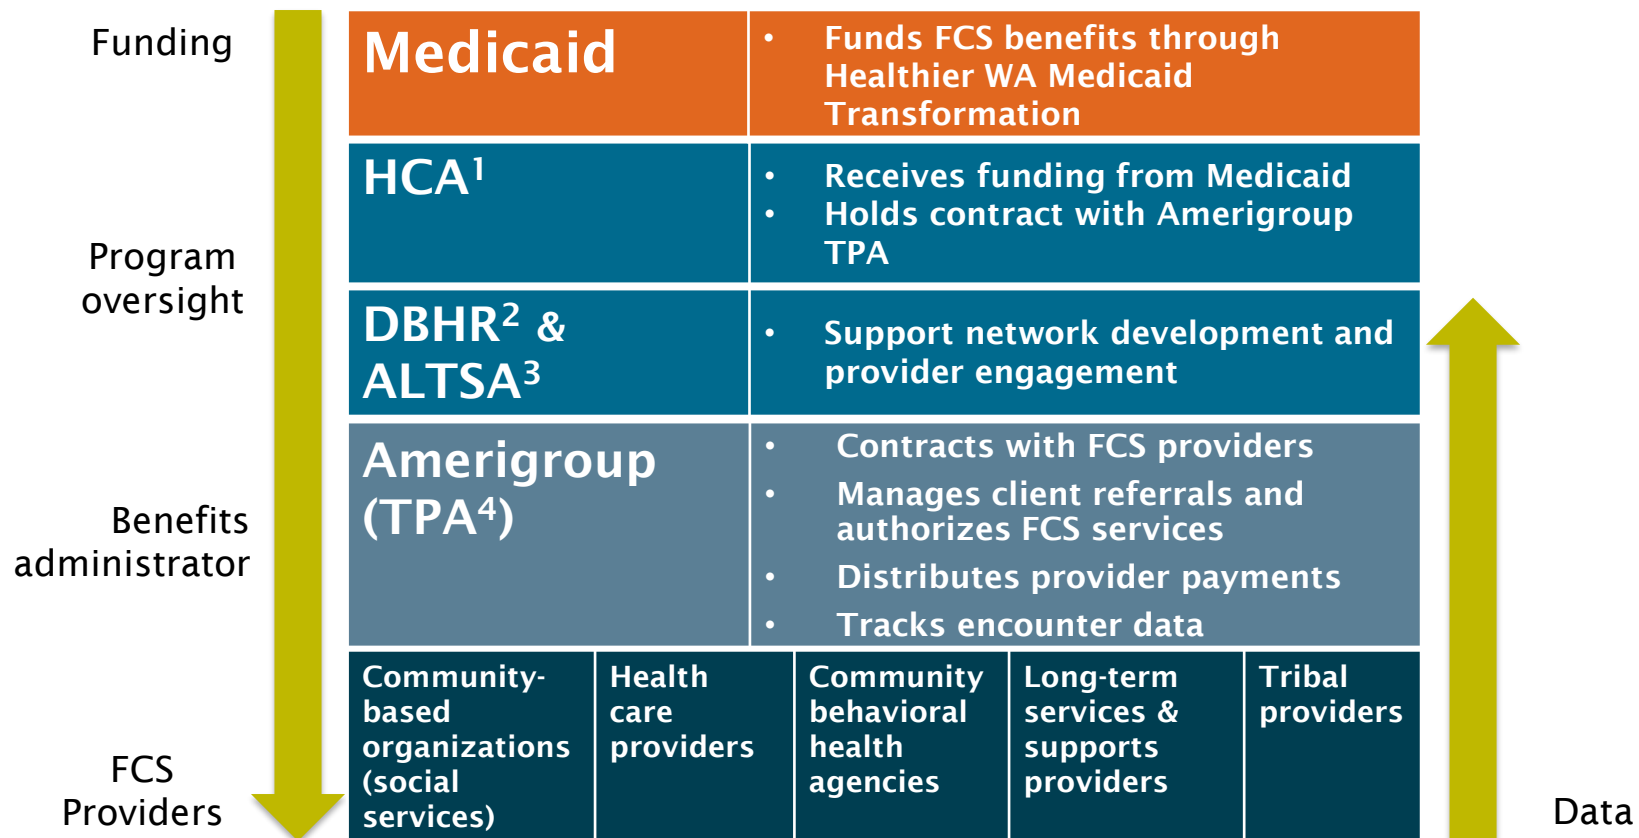 Funding
Medicaid
• Funds FCS benefits through
Healthier WA Medicaid
Transformation
Program
oversight
HCA¹
• Receives funding from Medicaid
• Holds contract with Amerigroup
TPA
DBHR² &
ALTSA³
• Support network development and
provider engagement
Benefits
administrator
Amerigroup
(TPA⁴)
• Contracts with FCS providers
• Manages client referrals and
authorizes FCS services
• Distributes provider payments
• Tracks encounter data
FCS
Providers
Community-
based
organizations
(social
services)
Health
care
providers
Community
behavioral
health
agencies
Long-term
services &
supports
providers
Tribal
providers
Data